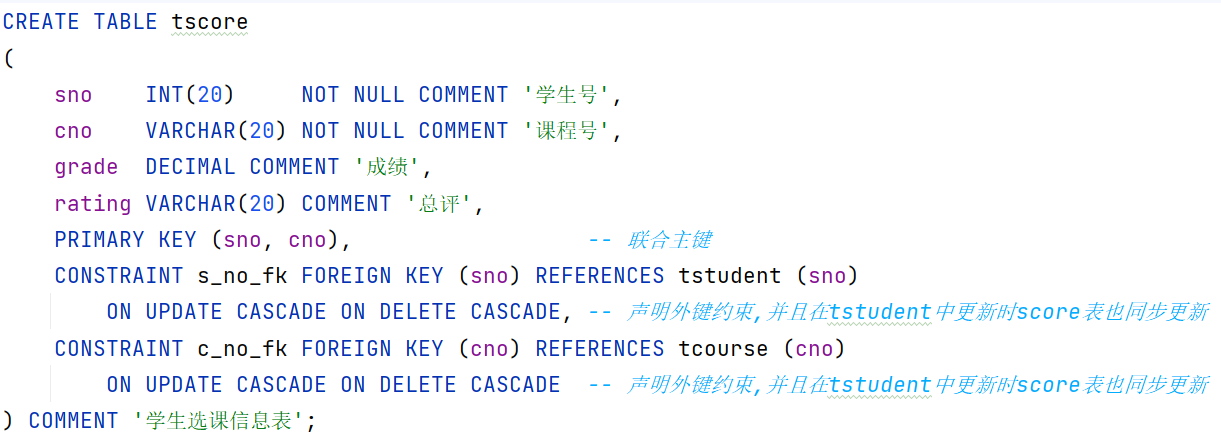 CREATE TABLE tscore
(
    sno    INT(20)     NOT NULL COMMENT '学生号',
    cno    VARCHAR(20) NOT NULL COMMENT '课程号',
    grade  DECIMAL COMMENT '成绩',
    rating VARCHAR(20) COMMENT '总评',
    PRIMARY KEY (sno, cno),                  -- 联合主键
    CONSTRAINT s_no_fk FOREIGN KEY (sno) REFERENCES tstudent (sno)
        ON UPDATE CASCADE ON DELETE CASCADE, -- 声明外键约束,并且在tstudent中更新时score表也同步更新
    CONSTRAINT c_no_fk FOREIGN KEY (cno) REFERENCES tcourse (cno)
        ON UPDATE CASCADE ON DELETE CASCADE  -- 声明外键约束,并且在tstudent中更新时score表也同步更新
) COMMENT '学生选课信息表';